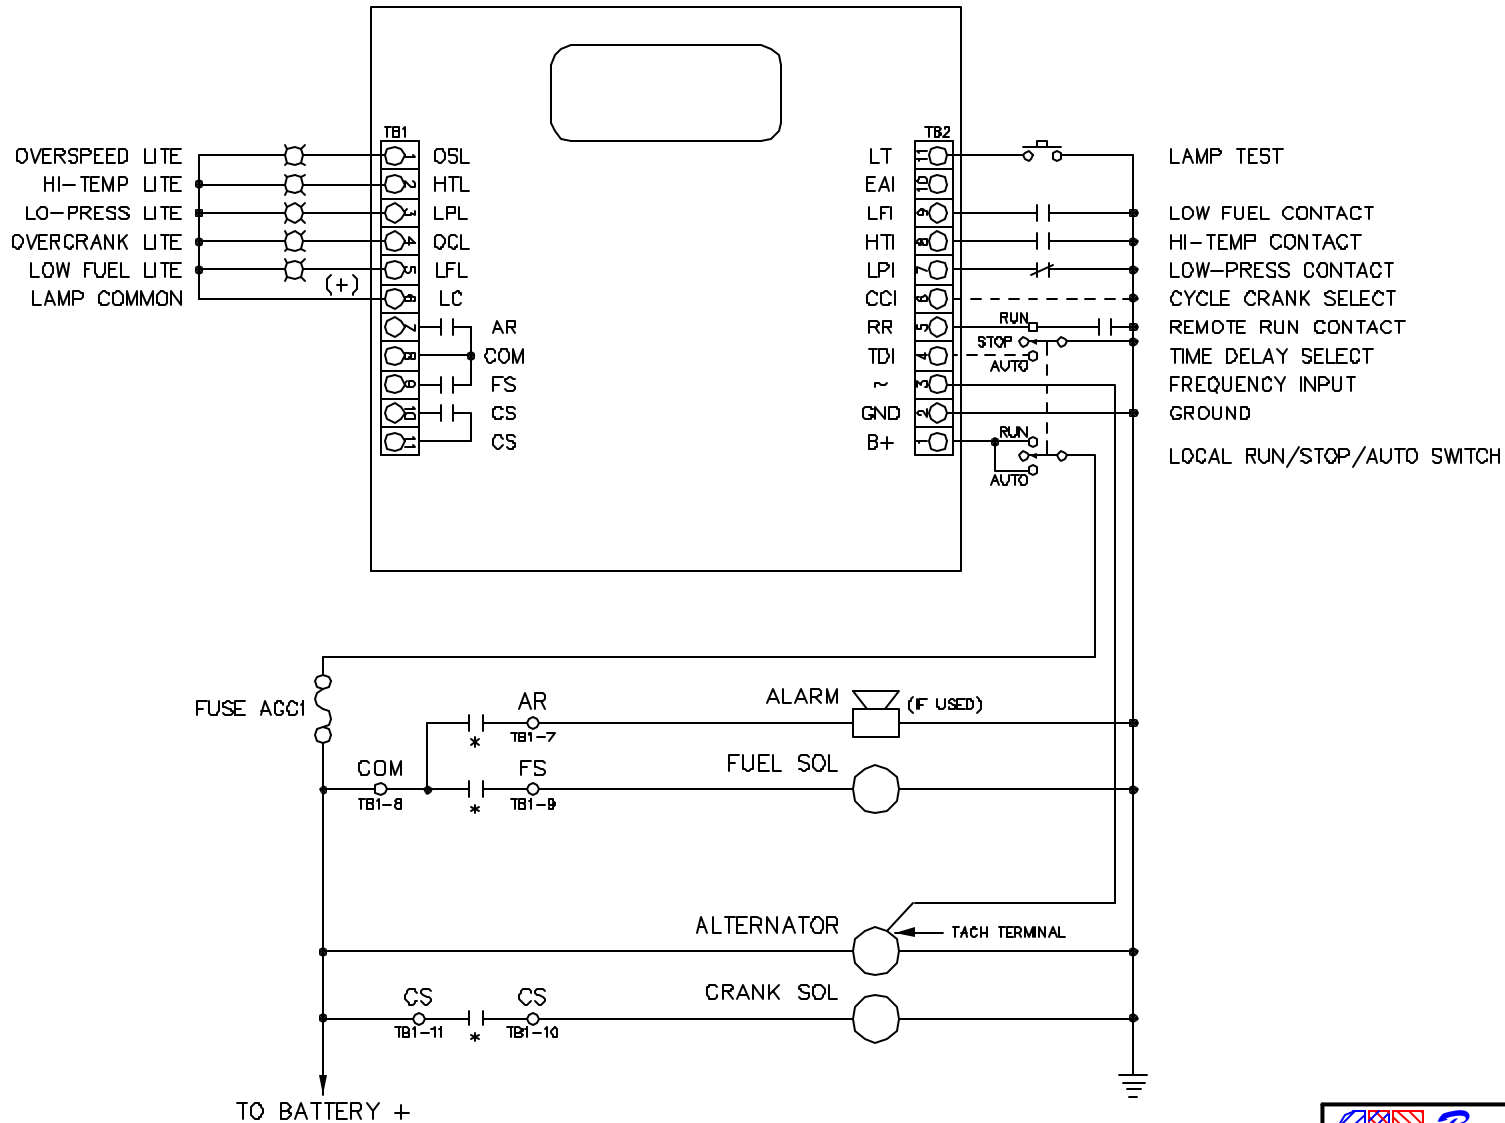 TB1
TB2
OVERSPEED LITE 1 OSL LT 11 LAMP TEST
HI-TEMP LITE 2 HTL EAI 10
LO-PRESS LITE 3 LPL LFI 9 LOW FUEL CONTACT
OVERCRANK LITE 4 OCL HTI 8 HI-TEMP CONTACT
LOW FUEL LITE 5 LFL LPI 7 LOW-PRESS CONTACT
LAMP COMMON (+) 6 LC CCI 6 CYCLE CRANK SELECT
7 AR RR 5 RUN REMOTE RUN CONTACT
STOP
8 COM TDI 4 AUTO TIME DELAY SELECT
9 FS ~ 3 FREQUENCY INPUT
10 CS GND 2 GROUND
11 CS B+ 1 RUN
LOCAL RUN/STOP/AUTO SWITCH
AUTO
FUSE AGC1
AR ALARM (IF USED)
* TB1-7
COM FS FUEL SOL
TB1-8 * TB1-9
ALTERNATOR TACH TERMINAL
CS CS CRANK SOL
TB1-11 * TB1-10
TO BATTERY +